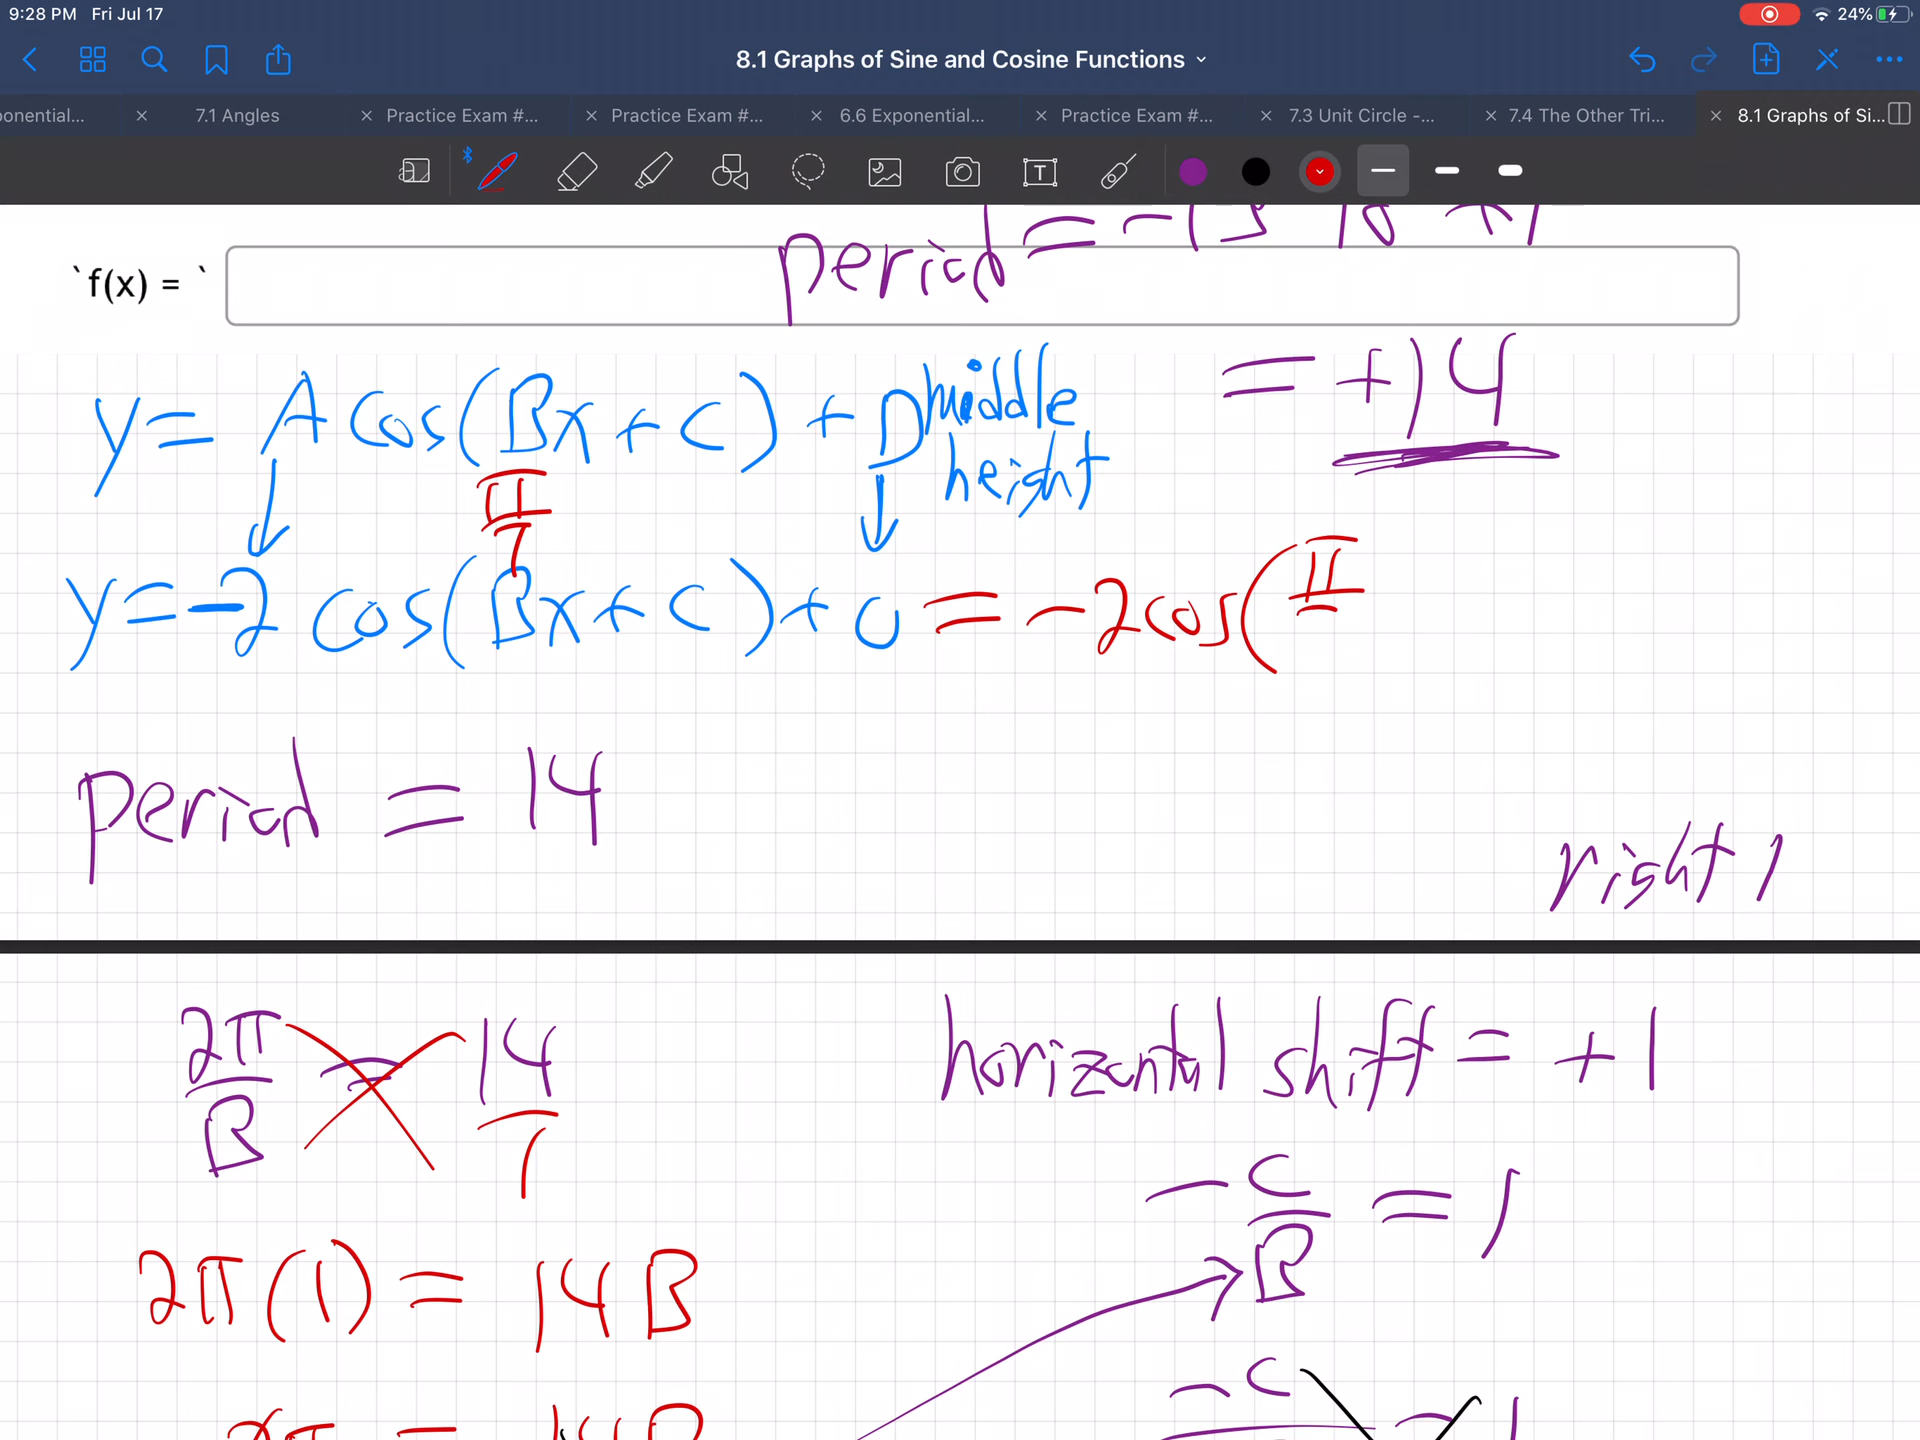 9:28 PM Fri Jul 17
24%
8.1 Graphs of Sine and Cosine Functions
onential...
7.1 Angles
Practice Exam #...
Practice Exam #...
6.6 Exponential...
Practice Exam #...
7.3 Unit Circle -...
7.4 The Other Tri...
8.1 Graphs of Si...
T
`f(x) = `
period =
= +14
y = A cos(Bx + C) + D middle height
π/7
y = -2 cos(Bx + C) + 0 = -2cos(π
period = 14
right 1
2π/B = 14/1
horizontal shift = +1
-C/B = 1
2π(1) = 14B
-C